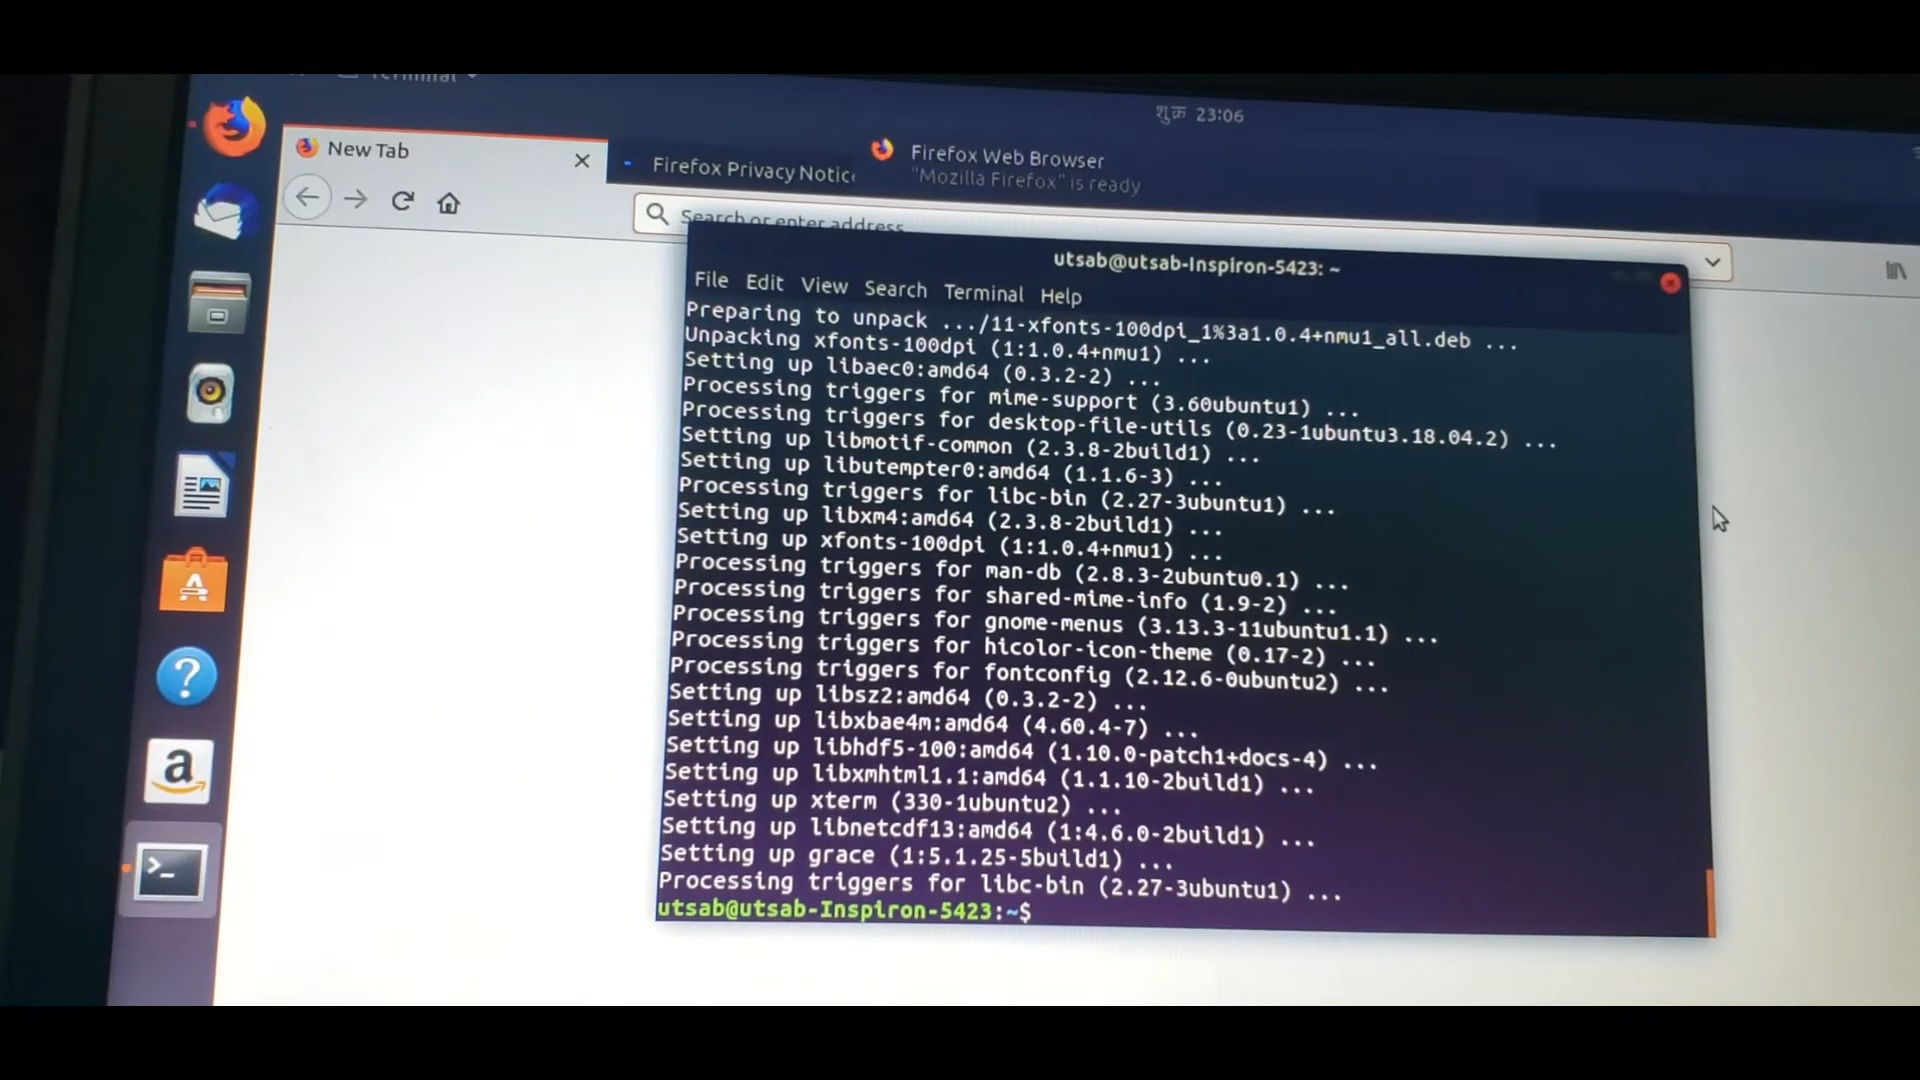 Terminal
शुक्र 23:06
New Tab
Firefox Privacy Notic
Firefox Web Browser
"Mozilla Firefox" is ready
Search or enter address
utsab@utsab-Inspiron-5423: ~
File Edit View Search Terminal Help
Preparing to unpack .../11-xfonts-100dpi_1%3a1.0.4+nmu1_all.deb ...
Unpacking xfonts-100dpi (1:1.0.4+nmu1) ...
Setting up libaec0:amd64 (0.3.2-2) ...
Processing triggers for mime-support (3.60ubuntu1) ...
Processing triggers for desktop-file-utils (0.23-1ubuntu3.18.04.2) ...
Setting up libmotif-common (2.3.8-2build1) ...
Setting up libutempter0:amd64 (1.1.6-3) ...
Processing triggers for libc-bin (2.27-3ubuntu1) ...
Setting up libxm4:amd64 (2.3.8-2build1) ...
Setting up xfonts-100dpi (1:1.0.4+nmu1) ...
Processing triggers for man-db (2.8.3-2ubuntu0.1) ...
Processing triggers for shared-mime-info (1.9-2) ...
Processing triggers for gnome-menus (3.13.3-11ubuntu1.1) ...
Processing triggers for hicolor-icon-theme (0.17-2) ...
Processing triggers for fontconfig (2.12.6-0ubuntu2) ...
Setting up libsz2:amd64 (0.3.2-2) ...
Setting up libxbae4m:amd64 (4.60.4-7) ...
Setting up libhdf5-100:amd64 (1.10.0-patch1+docs-4) ...
Setting up libxmhtml1.1:amd64 (1.1.10-2build1) ...
Setting up xterm (330-1ubuntu2) ...
Setting up libnetcdf13:amd64 (1:4.6.0-2build1) ...
Setting up grace (1:5.1.25-5build1) ...
Processing triggers for libc-bin (2.27-3ubuntu1) ...
utsab@utsab-Inspiron-5423:~$